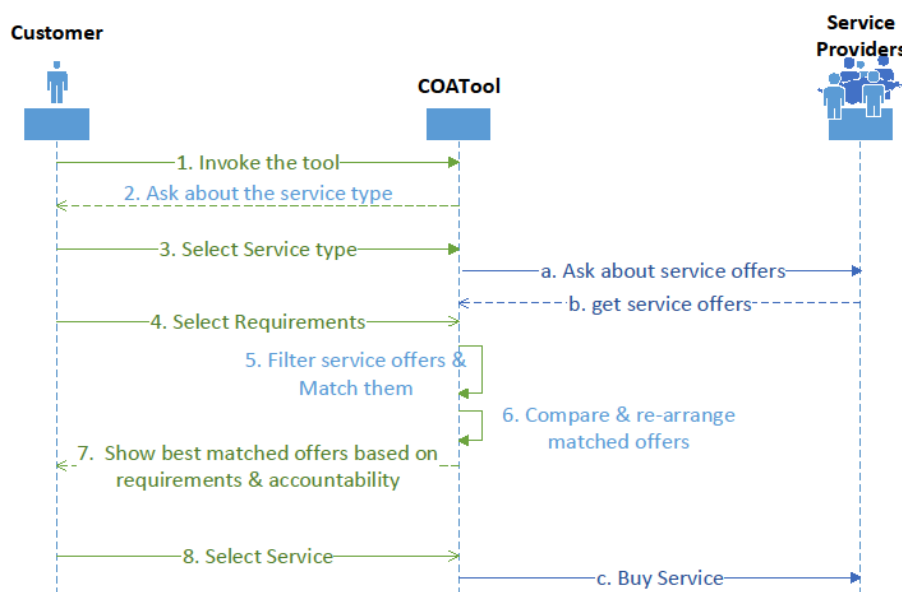 Customer
Service
Providers
COATool
1. Invoke the tool
2. Ask about the service type
3. Select Service type
a. Ask about service offers
b. get service offers
4. Select Requirements
5. Filter service offers &
Match them
6. Compare & re-arrange
matched offers
7. Show best matched offers based on
requirements & accountability
8. Select Service
c. Buy Service